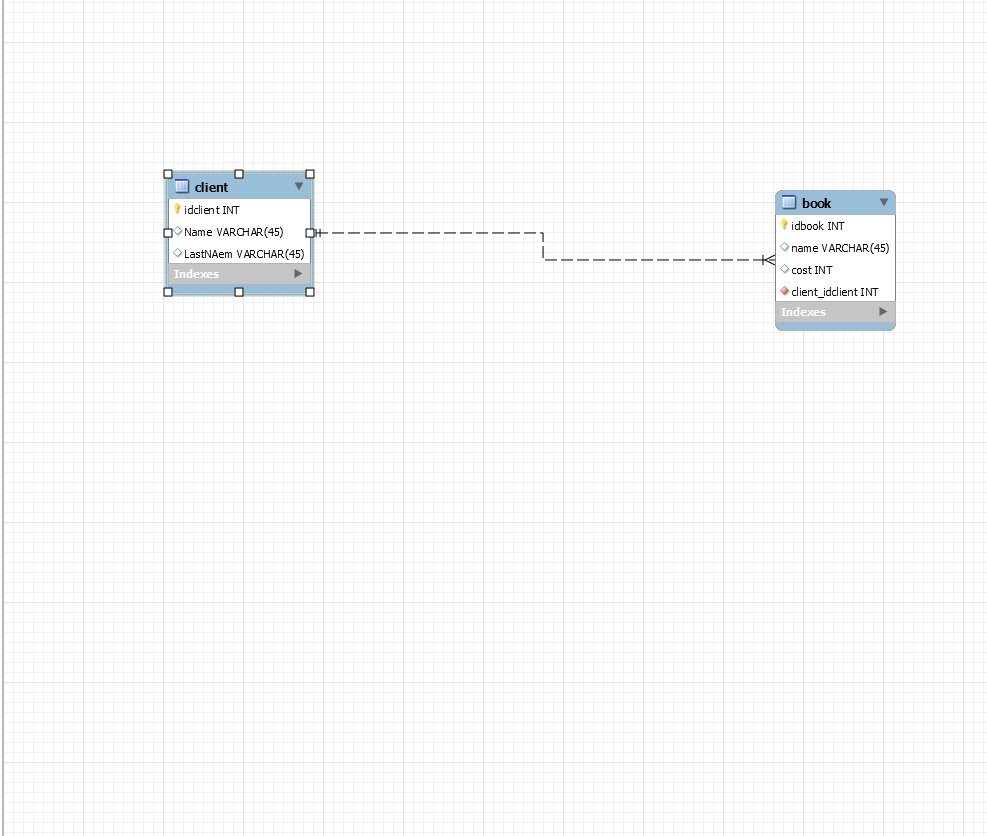 client
idclient INT
Name VARCHAR(45)
LastNAem VARCHAR(45)
Indexes
book
idbook INT
name VARCHAR(45)
cost INT
client_idclient INT
Indexes